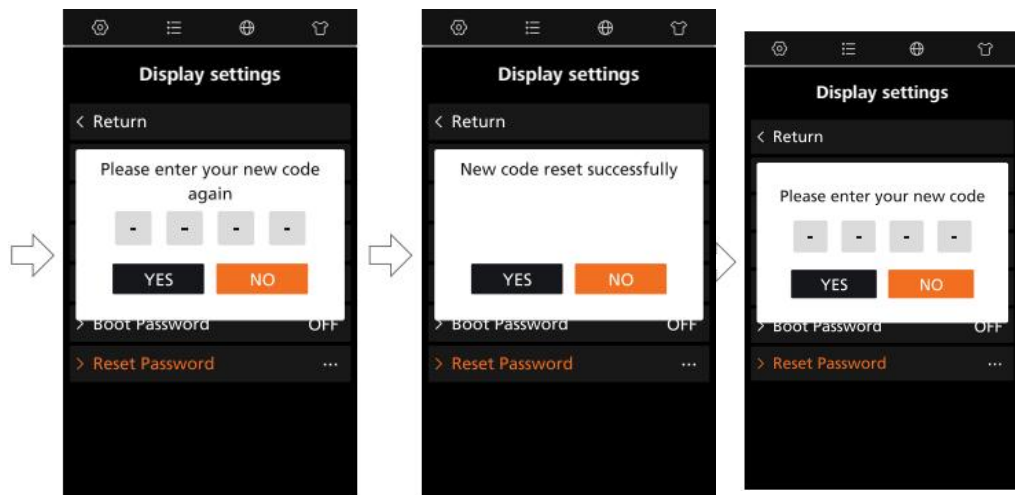 Display settings
< Return
Please enter your new code
again
- - - -
YES NO
> Boot Password OFF
> Reset Password ...
Display settings
< Return
New code reset successfully
YES NO
> Boot Password OFF
> Reset Password ...
Display settings
< Return
Please enter your new code
- - - -
YES NO
> Boot Password OFF
> Reset Password ...